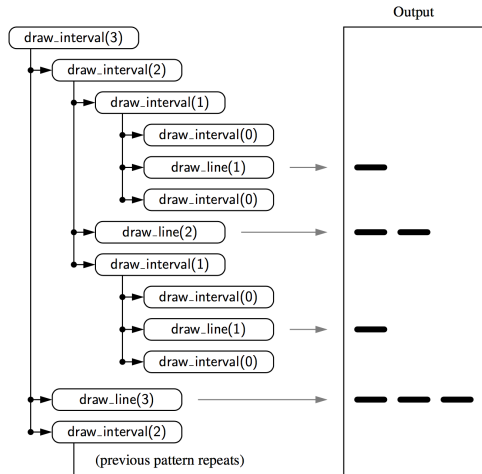 Output
draw_interval(3)
draw_interval(2)
draw_interval(1)
draw_interval(0)
draw_line(1)
draw_interval(0)
draw_line(2)
draw_interval(1)
draw_interval(0)
draw_line(1)
draw_interval(0)
draw_line(3)
draw_interval(2)
(previous pattern repeats)